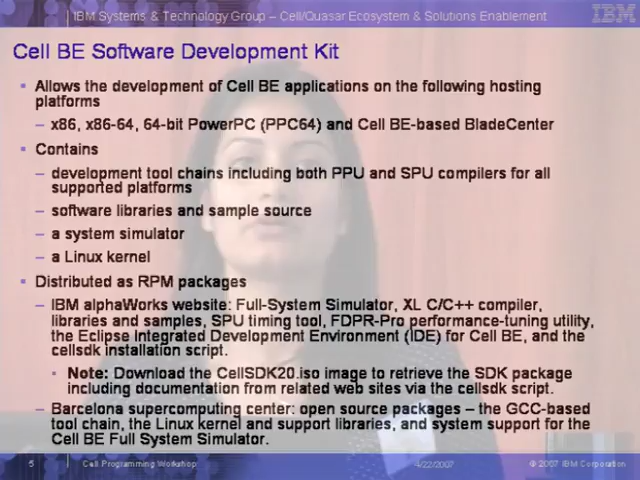 IBM Systems & Technology Group – Cell/Quasar Ecosystem & Solutions Enablement
IBM
Cell BE Software Development Kit
Allows the development of Cell BE applications on the following hosting
platforms
– x86, x86-64, 64-bit PowerPC (PPC64) and Cell BE-based BladeCenter
Contains
– development tool chains including both PPU and SPU compilers for all
supported platforms
– software libraries and sample source
– a system simulator
– a Linux kernel
Distributed as RPM packages
– IBM alphaWorks website: Full-System Simulator, XL C/C++ compiler,
libraries and samples, SPU timing tool, FDPR-Pro performance-tuning utility,
the Eclipse Integrated Development Environment (IDE) for Cell BE, and the
cellsdk installation script.
Note: Download the CellSDK20.iso image to retrieve the SDK package
including documentation from related web sites via the cellsdk script.
– Barcelona supercomputing center: open source packages – the GCC-based
tool chain, the Linux kernel and support libraries, and system support for the
Cell BE Full System Simulator.
5 Cell Programming Workshop 4/22/2007 © 2007 IBM Corporation